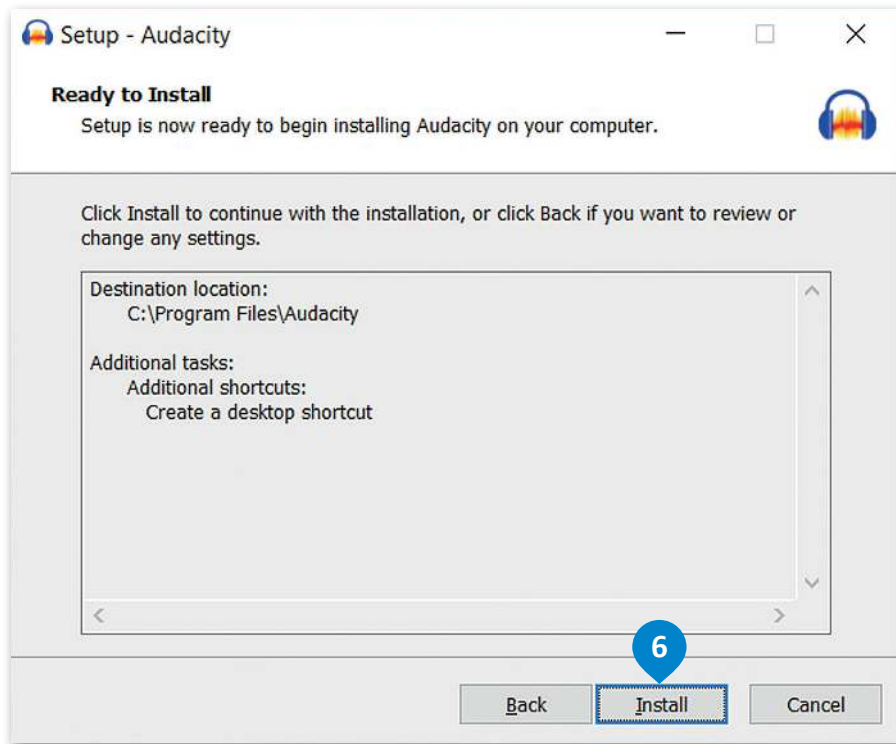 Setup - Audacity
Ready to Install
Setup is now ready to begin installing Audacity on your computer.
Click Install to continue with the installation, or click Back if you want to review or
change any settings.
Destination location:
C:\Program Files\Audacity
Additional tasks:
Additional shortcuts:
Create a desktop shortcut
6
Back Install Cancel